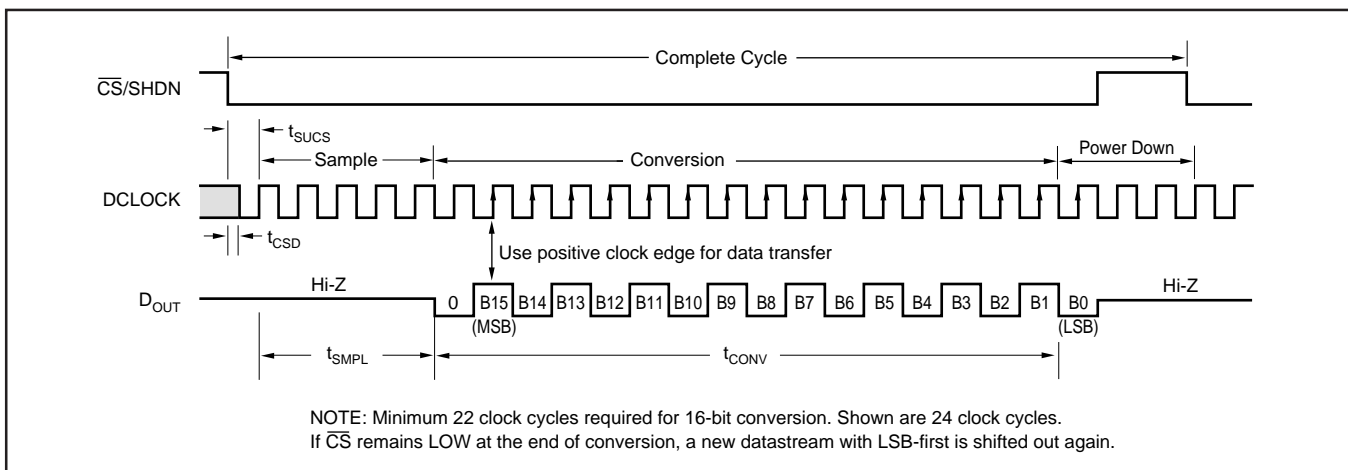 Complete Cycle
CS/SHDN
tSUCS
Sample
Conversion
Power Down
DCLOCK
tCSD
Use positive clock edge for data transfer
Hi-Z
Hi-Z
DOUT
0 B15 B14 B13 B12 B11 B10 B9 B8 B7 B6 B5 B4 B3 B2 B1 B0
(MSB) (LSB)
tSMPL
tCONV
NOTE: Minimum 22 clock cycles required for 16-bit conversion. Shown are 24 clock cycles.
If CS remains LOW at the end of conversion, a new datastream with LSB-first is shifted out again.